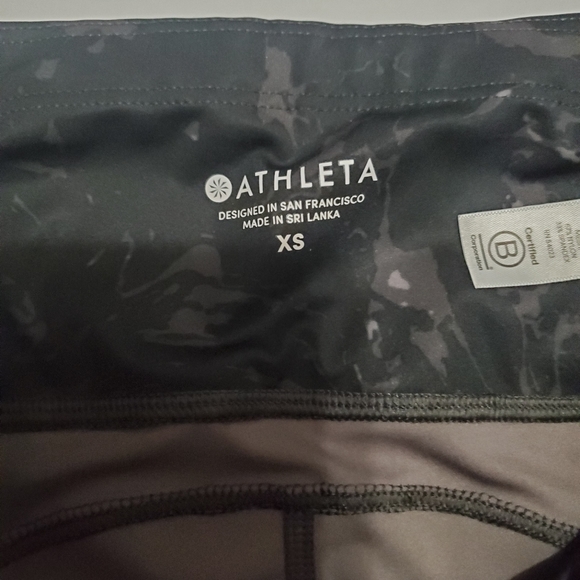 ATHLETA
DESIGNED IN SAN FRANCISCO
MADE IN SRI LANKA
XS
B
Certified
Corporation